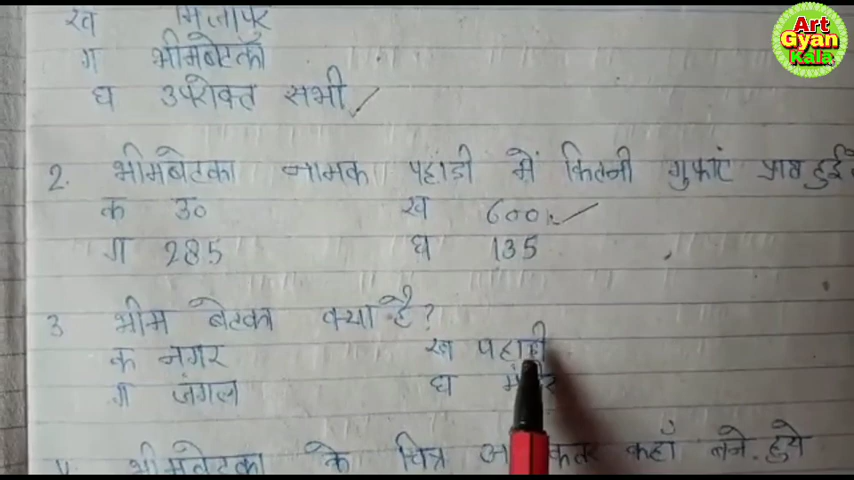 Art
Gyan
Kala
ख मिर्जापुर
ग भीमबेटका
घ उपरोक्त सभी
2. भीमबेटका नामक पहाडी में कितनी गुफाएं प्राप्त हुई
क 30 ख 600
ग 285 घ 135
3 भीम बेटका क्या है?
क नगर ख पहाडी
ग जंगल घ
4. भीमबेटका के चित्र कहाँ बने हुये